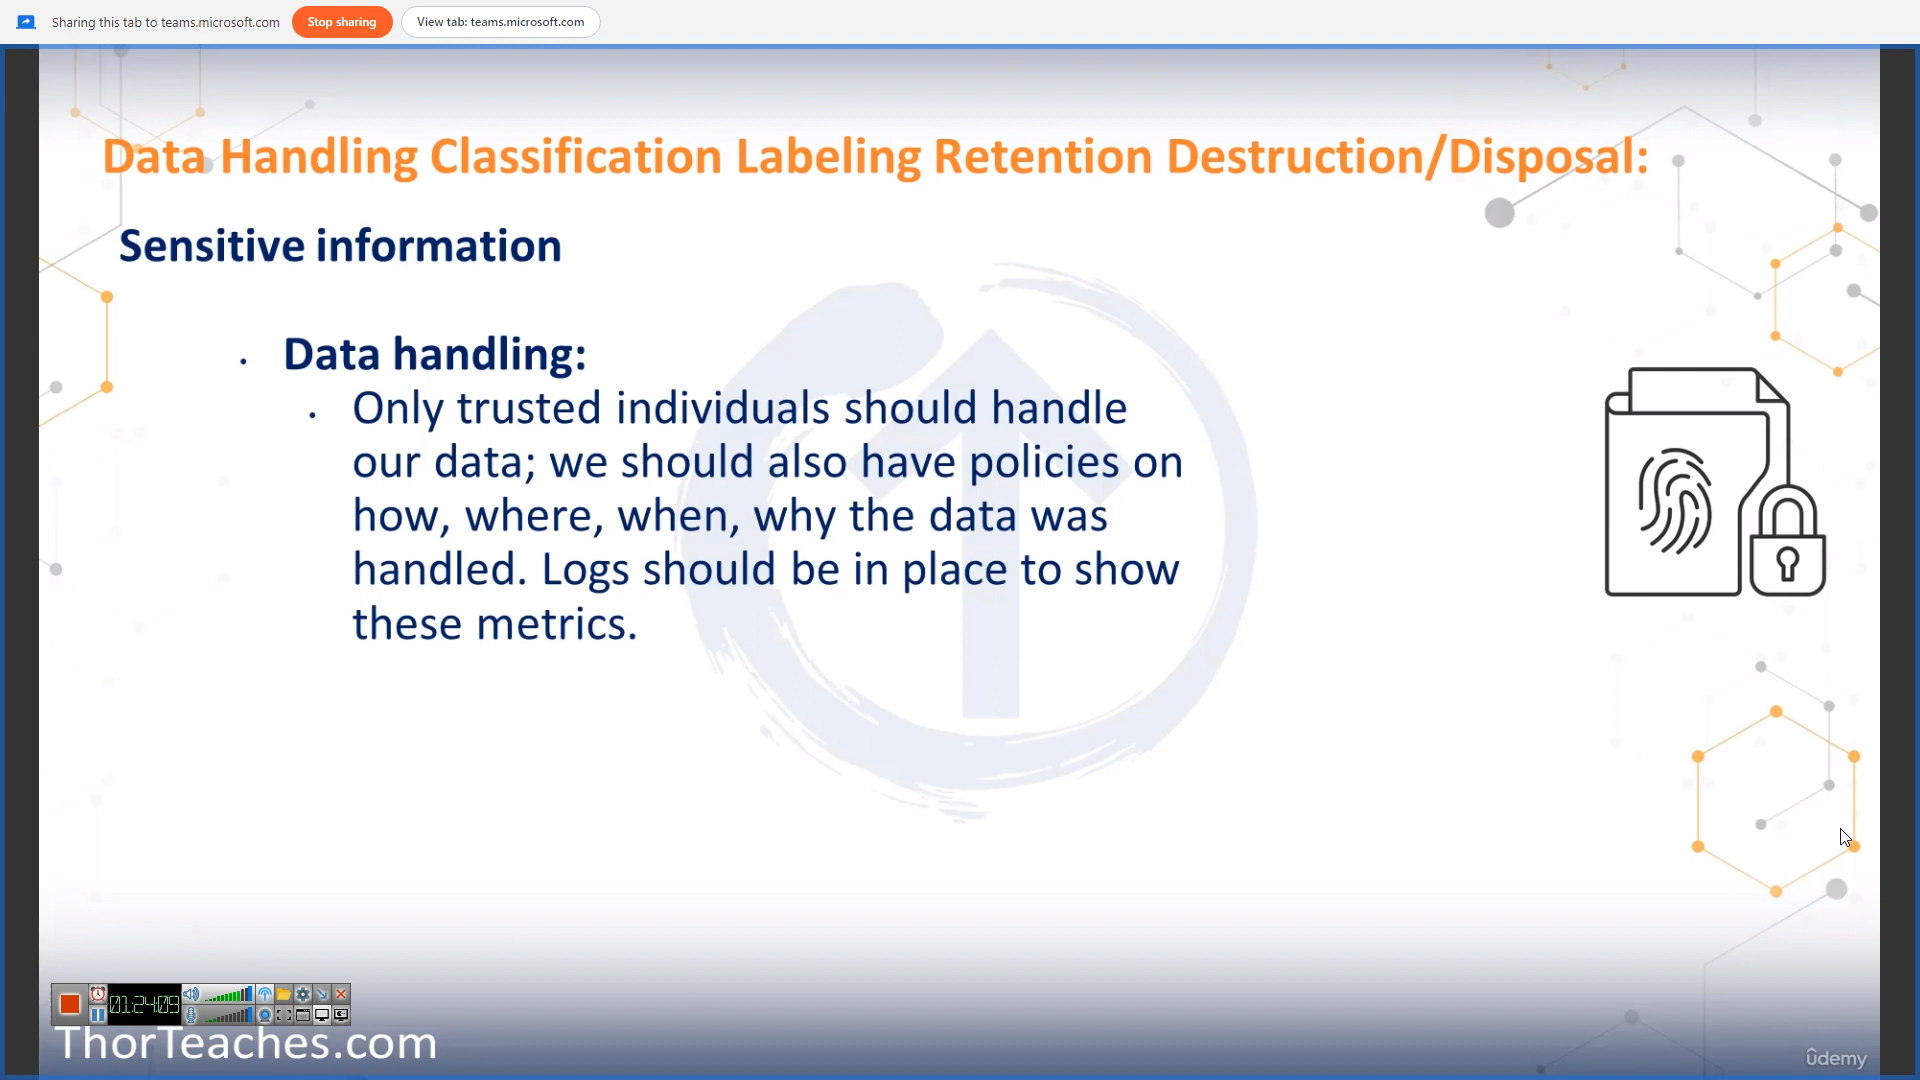 Sharing this tab to teams.microsoft.com
Stop sharing
View tab: teams.microsoft.com
Data Handling Classification Labeling Retention Destruction/Disposal:
Sensitive information
• Data handling:
• Only trusted individuals should handle
our data; we should also have policies on
how, where, when, why the data was
handled. Logs should be in place to show
these metrics.
01:24:09
ThorTeaches.com
ûdemy